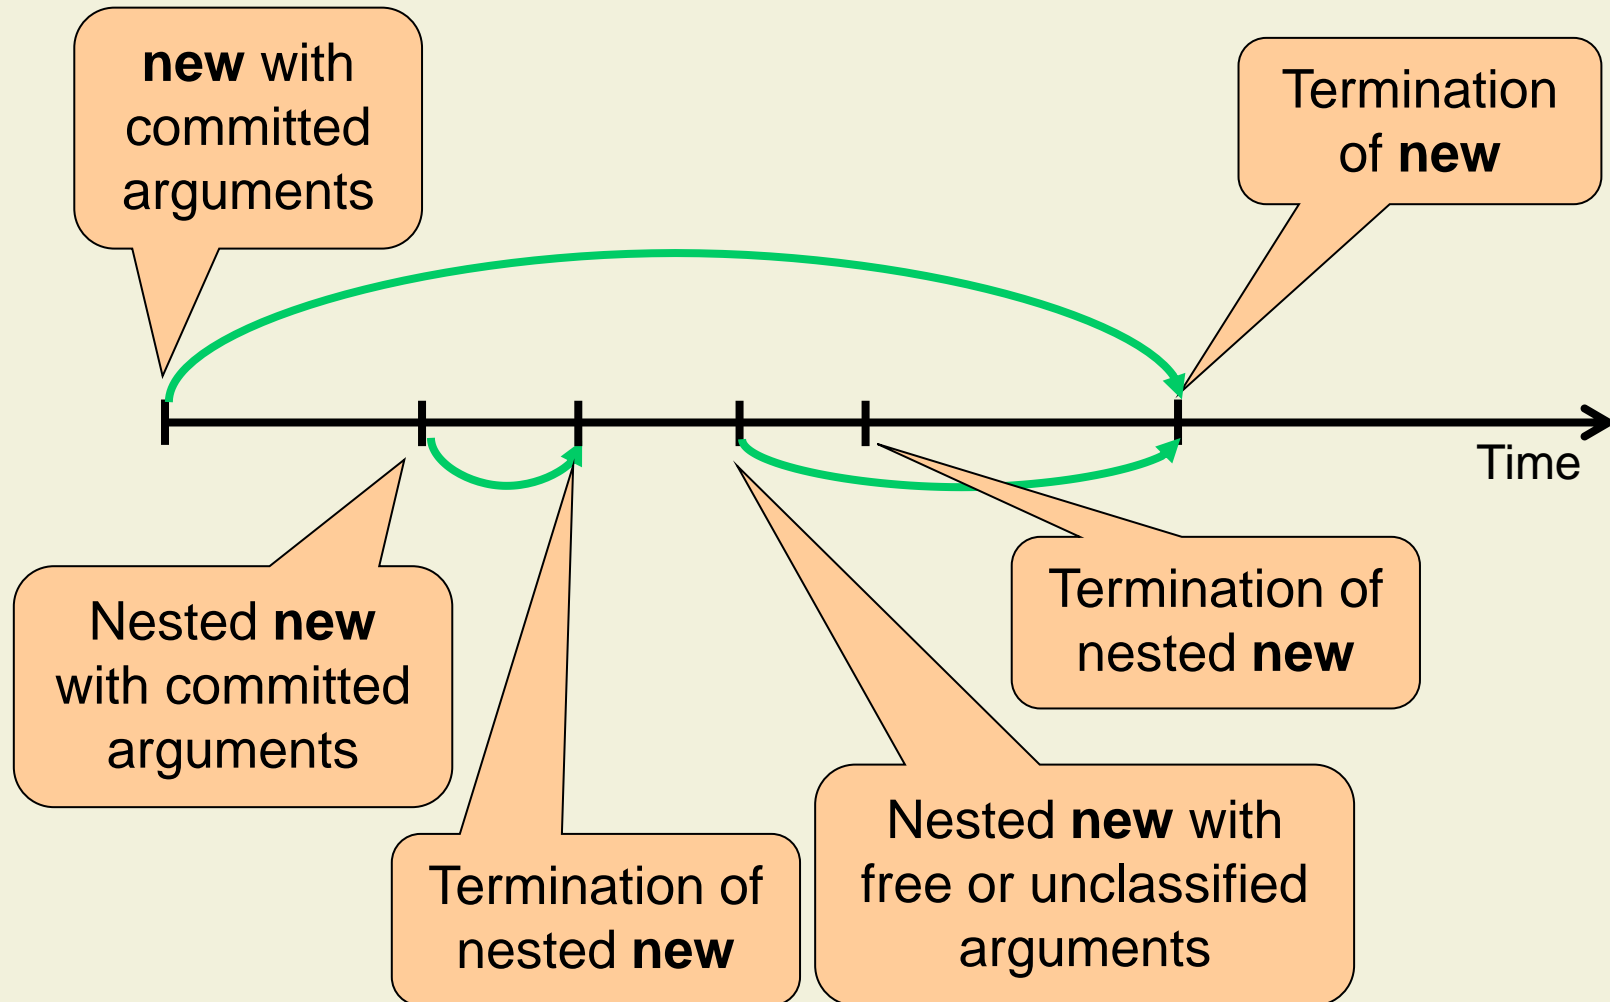 new with
committed
arguments
Termination
of new
Time
Nested new
with committed
arguments
Termination of
nested new
Termination of
nested new
Nested new with
free or unclassified
arguments